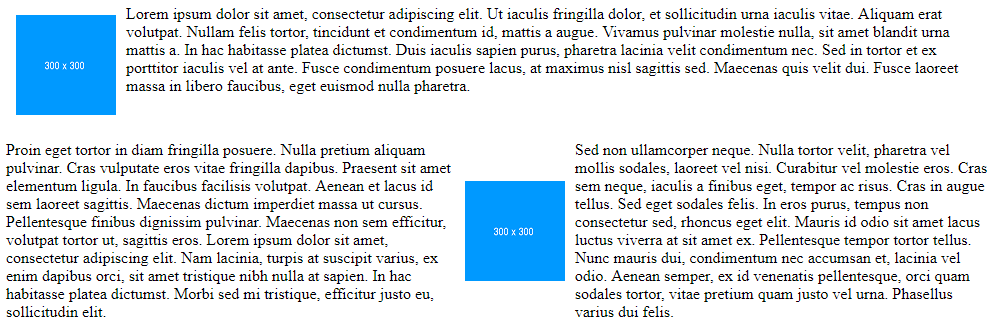 300 x 300
Lorem ipsum dolor sit amet, consectetur adipiscing elit. Ut iaculis fringilla dolor, et sollicitudin urna iaculis vitae. Aliquam erat
volutpat. Nullam felis tortor, tincidunt et condimentum id, mattis a augue. Vivamus pulvinar molestie nulla, sit amet blandit urna
mattis a. In hac habitasse platea dictumst. Duis iaculis sapien purus, pharetra lacinia velit condimentum nec. Sed in tortor et ex
porttitor iaculis vel at ante. Fusce condimentum posuere lacus, at maximus nisl sagittis sed. Maecenas quis velit dui. Fusce laoreet
massa in libero faucibus, eget euismod nulla pharetra.
Proin eget tortor in diam fringilla posuere. Nulla pretium aliquam
pulvinar. Cras vulputate eros vitae fringilla dapibus. Praesent sit amet
elementum ligula. In faucibus facilisis volutpat. Aenean et lacus id
sem laoreet sagittis. Maecenas dictum imperdiet massa ut cursus.
Pellentesque finibus dignissim pulvinar. Maecenas non sem efficitur,
volutpat tortor ut, sagittis eros. Lorem ipsum dolor sit amet,
consectetur adipiscing elit. Nam lacinia, turpis at suscipit varius, ex
enim dapibus orci, sit amet tristique nibh nulla at sapien. In hac
habitasse platea dictumst. Morbi sed mi tristique, efficitur justo eu,
sollicitudin elit.
300 x 300
Sed non ullamcorper neque. Nulla tortor velit, pharetra vel
mollis sodales, laoreet vel nisi. Curabitur vel molestie eros. Cras
sem neque, iaculis a finibus eget, tempor ac risus. Cras in augue
tellus. Sed eget sodales felis. In eros purus, tempus non
consectetur sed, rhoncus eget elit. Mauris id odio sit amet lacus
luctus viverra at sit amet ex. Pellentesque tempor tortor tellus.
Nunc mauris dui, condimentum nec accumsan et, lacinia vel
odio. Aenean semper, ex id venenatis pellentesque, orci quam
sodales tortor, vitae pretium quam justo vel urna. Phasellus
varius dui felis.